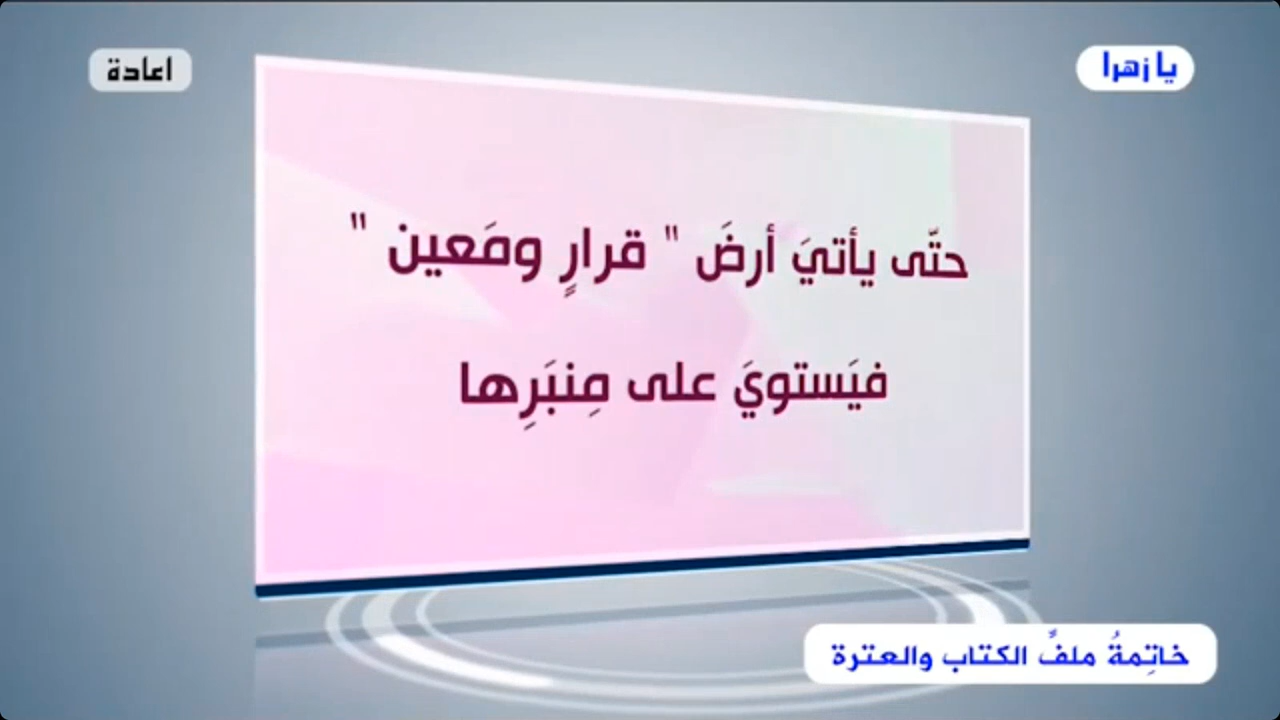 يا زهرا
اعادة
حتّى يأتيَ أرضَ " قرارٍ ومَعين "
فيَستويَ على مِنبَرِها
خاتِمةُ ملفِّ الكتاب والعترة